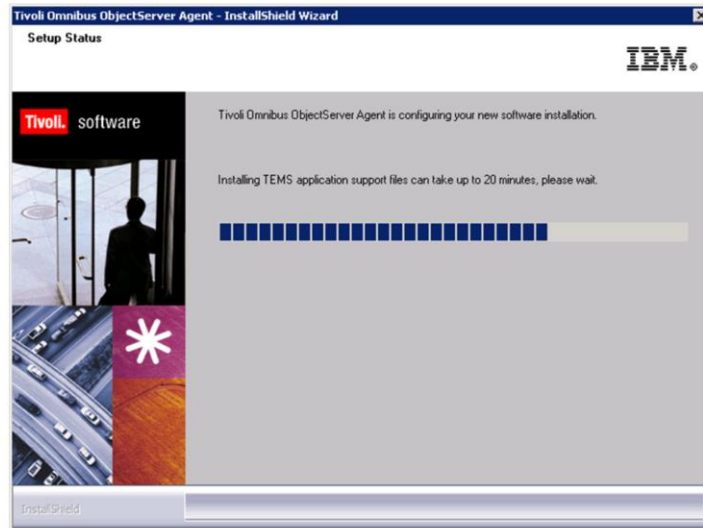 Tivoli Omnibus ObjectServer Agent - InstallShield Wizard
Setup Status
IBM®
Tivoli. software
Tivoli Omnibus ObjectServer Agent is configuring your new software installation.
Installing TEMS application support files can take up to 20 minutes, please wait.
InstallShield